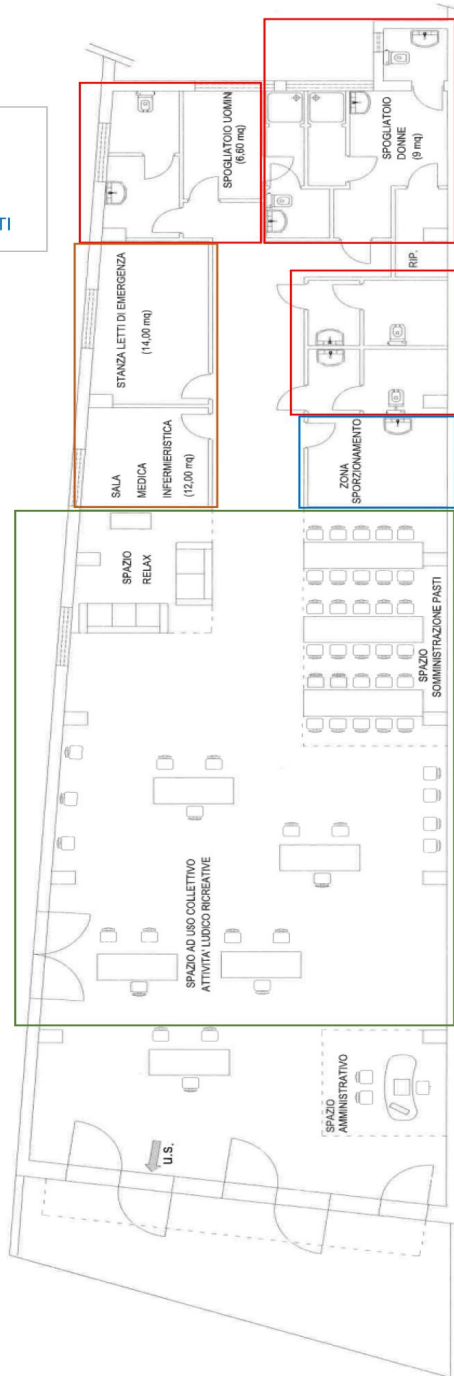 TI
SPOGLIATOIO UOMINI
(6,60 mq)
SPOGLIATOIO
DONNE
(9 mq)
RIP.
STANZA LETTI DI EMERGENZA
(14,00 mq)
SALA
MEDICA
INFERMIERISTICA
(12,00 mq)
ZONA
SPORZIONAMENTO
SPAZIO
RELAX
SPAZIO
SOMMINISTRAZIONE PASTI
SPAZIO AD USO COLLETTIVO
ATTIVITA' LUDICO RICREATIVE
SPAZIO
AMMINISTRATIVO
U.S.